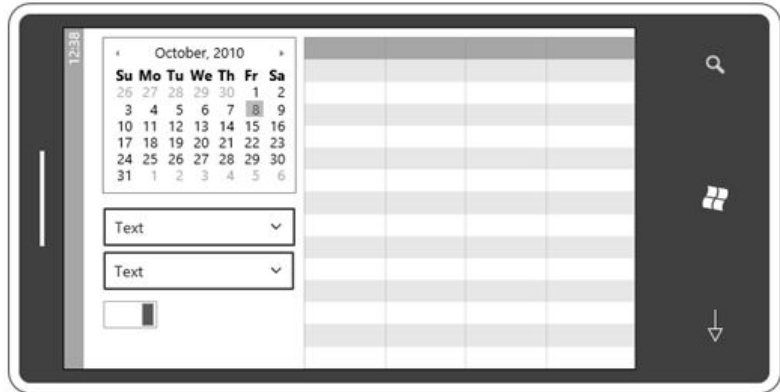 12:38
October, 2010
Su Mo Tu We Th Fr Sa
26 27 28 29 30 1 2
3 4 5 6 7 8 9
10 11 12 13 14 15 16
17 18 19 20 21 22 23
24 25 26 27 28 29 30
31 1 2 3 4 5 6
Text
Text